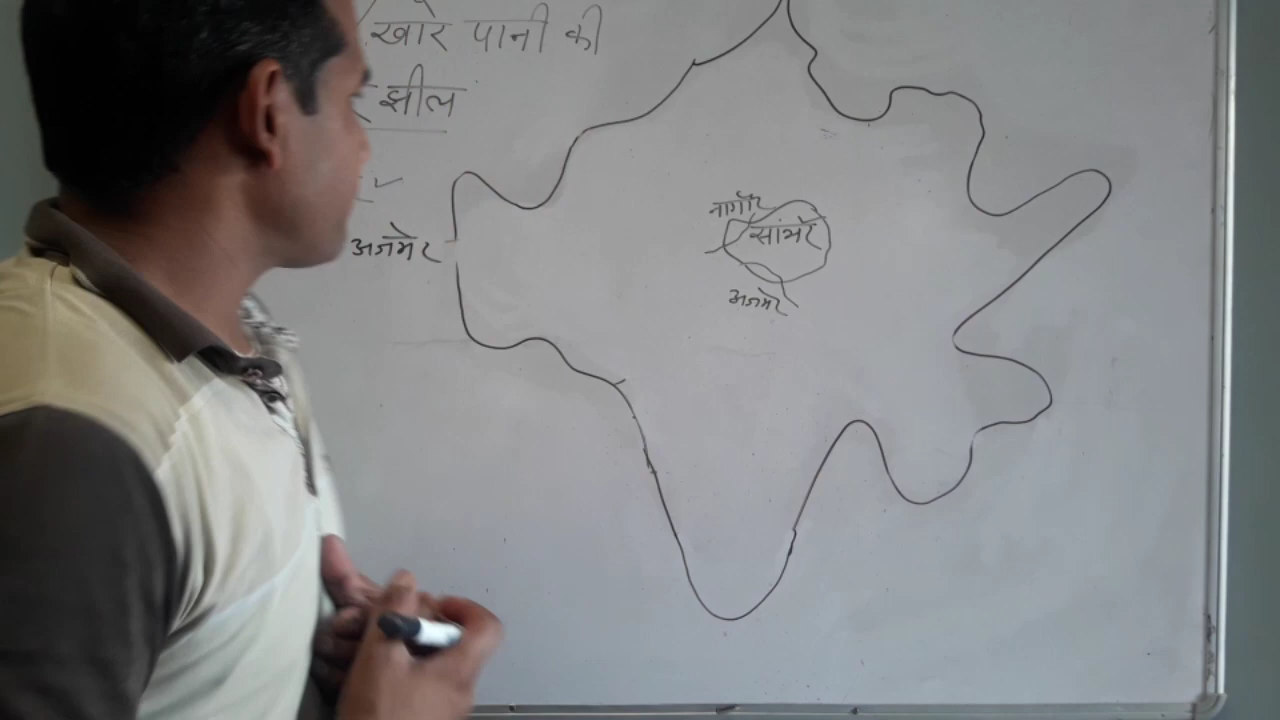 खारे पानी की
झील
अजमेर
नागौर
सांभर
अजमेर